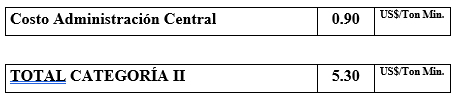 Costo Administración Central 0.90 US$/Ton Min.
TOTAL CATEGORÍA II 5.30 US$/Ton Min.